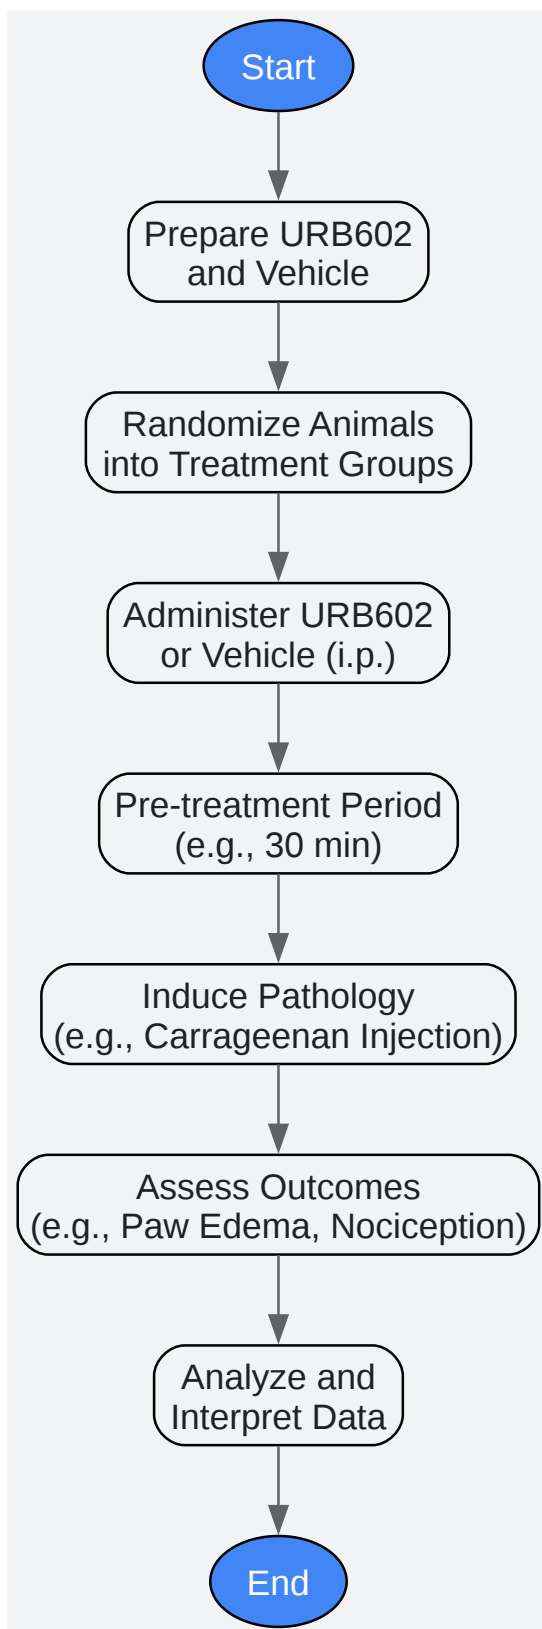 Start
Prepare URB602
and Vehicle
Randomize Animals
into Treatment Groups
Administer URB602
or Vehicle (i.p.)
Pre-treatment Period
(e.g., 30 min)
Induce Pathology
(e.g., Carrageenan Injection)
Assess Outcomes
(e.g., Paw Edema, Nociception)
Analyze and
Interpret Data
End